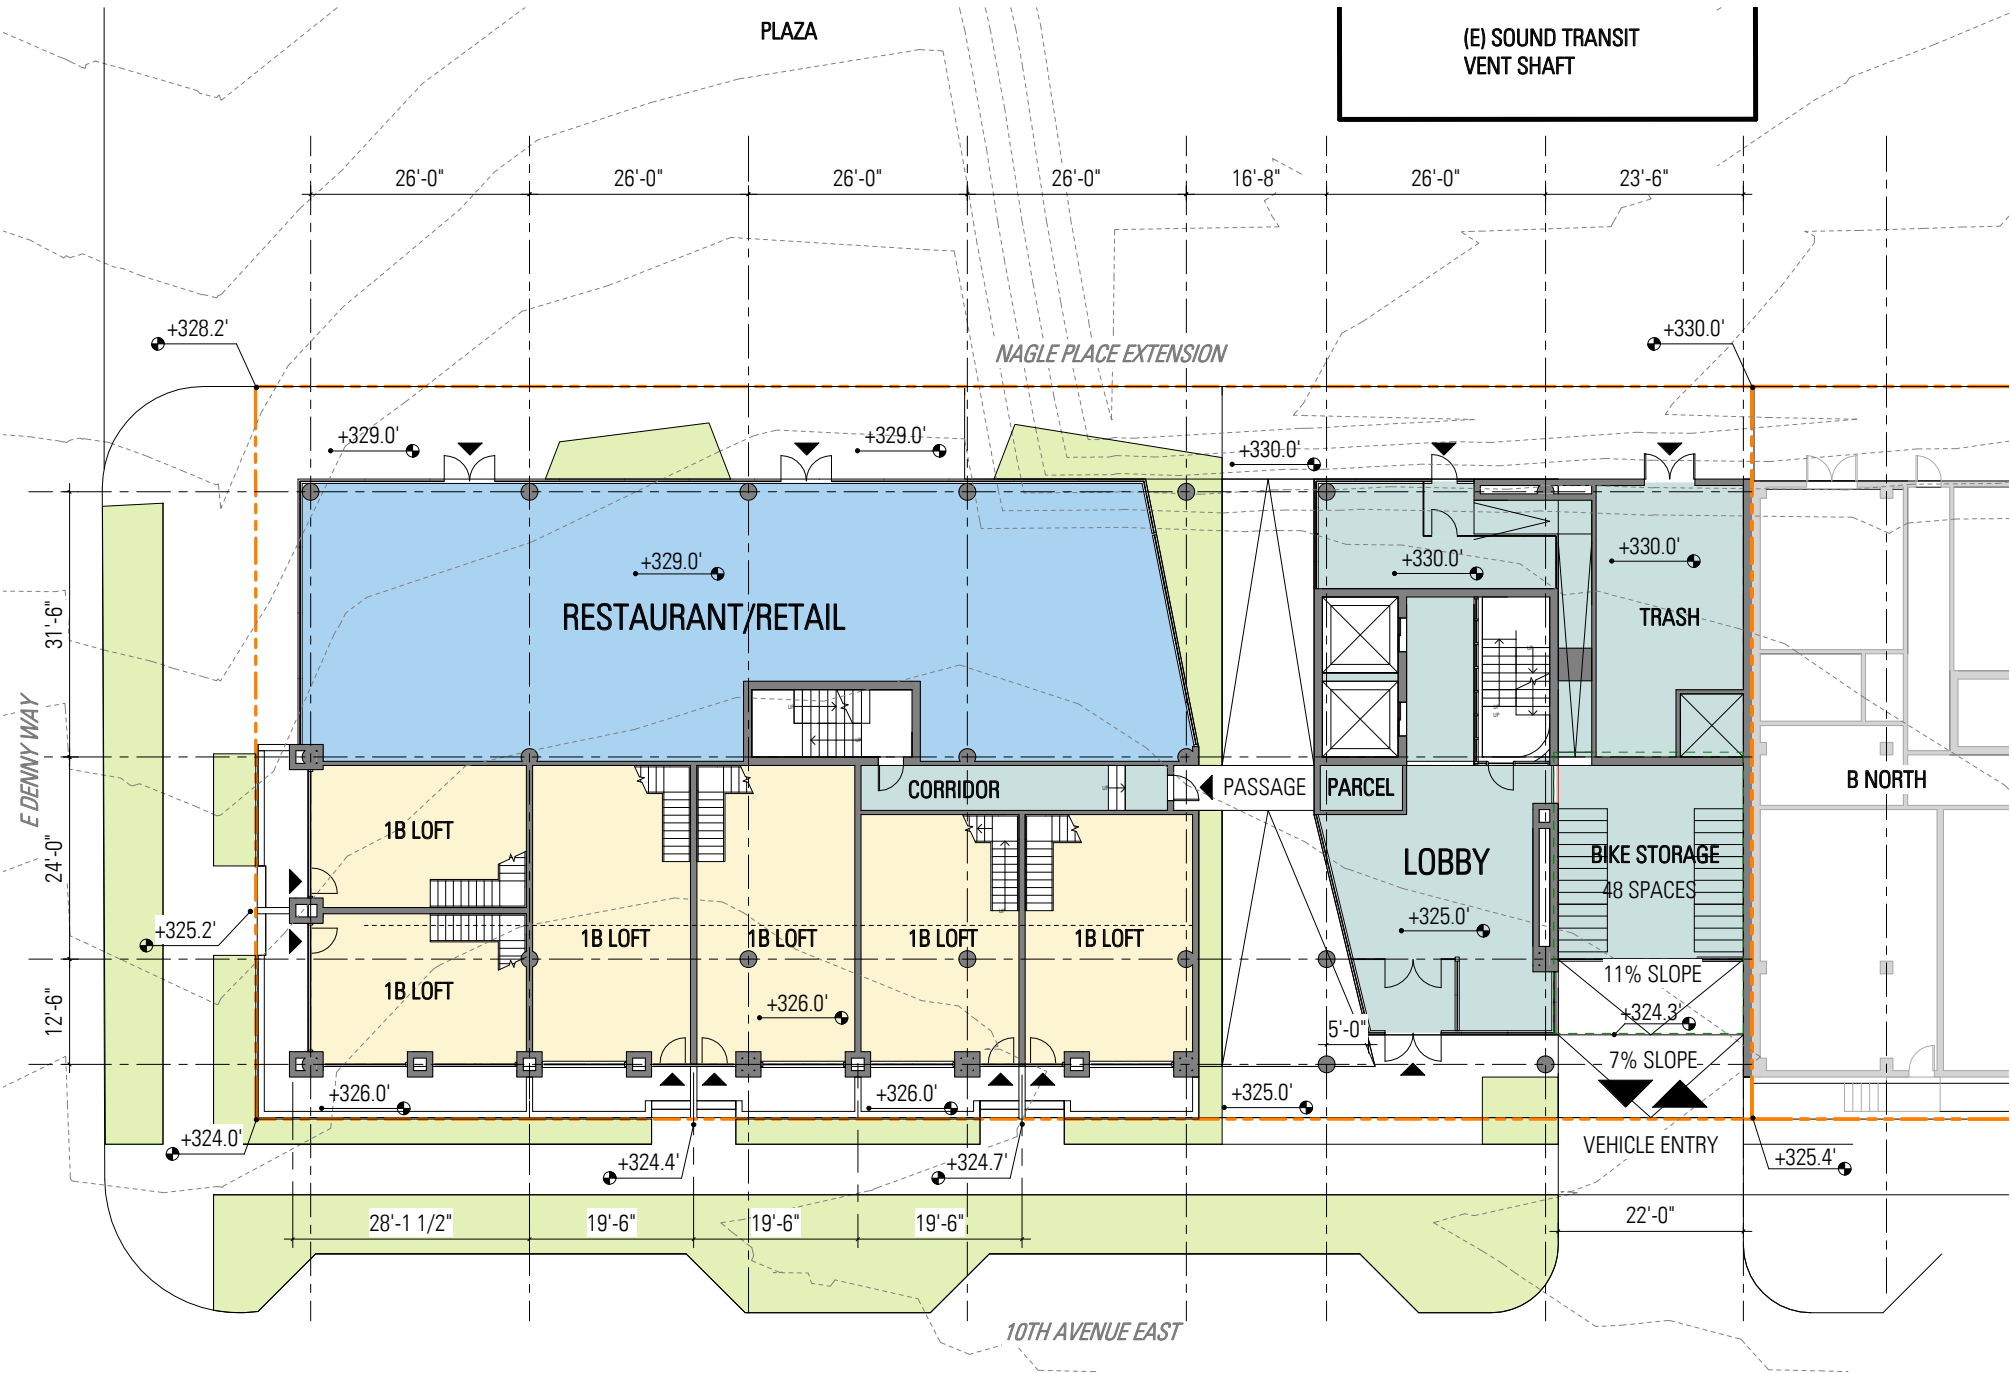 PLAZA
(E) SOUND TRANSIT
VENT SHAFT
26'-0"
26'-0"
26'-0"
26'-0"
16'-8"
26'-0"
23'-6"
+328.2'
NAGLE PLACE EXTENSION
+330.0'
+329.0'
+329.0'
+330.0'
+329.0'
+330.0'
+330.0'
RESTAURANT/RETAIL
TRASH
31'-6"
E DENNY WAY
CORRIDOR
PASSAGE
PARCEL
B NORTH
1B LOFT
24'-0"
LOBBY
BIKE STORAGE
48 SPACES
+325.2'
1B LOFT
1B LOFT
1B LOFT
1B LOFT
+325.0'
1B LOFT
11% SLOPE
12'-6"
+326.0'
+324.3'
5'-0"
7% SLOPE
+326.0'
+326.0'
+325.0'
+324.0'
+324.4'
+324.7'
VEHICLE ENTRY
+325.4'
28'-1 1/2"
19'-6"
19'-6"
19'-6"
22'-0"
10TH AVENUE EAST